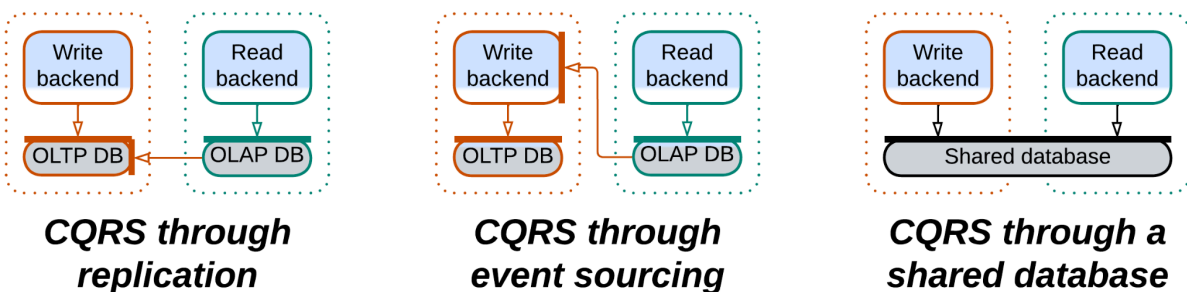 Write
backend
Read
backend
OLTP DB
OLAP DB
CQRS through
replication
Write
backend
Read
backend
OLTP DB
OLAP DB
CQRS through
event sourcing
Write
backend
Read
backend
Shared database
CQRS through a
shared database